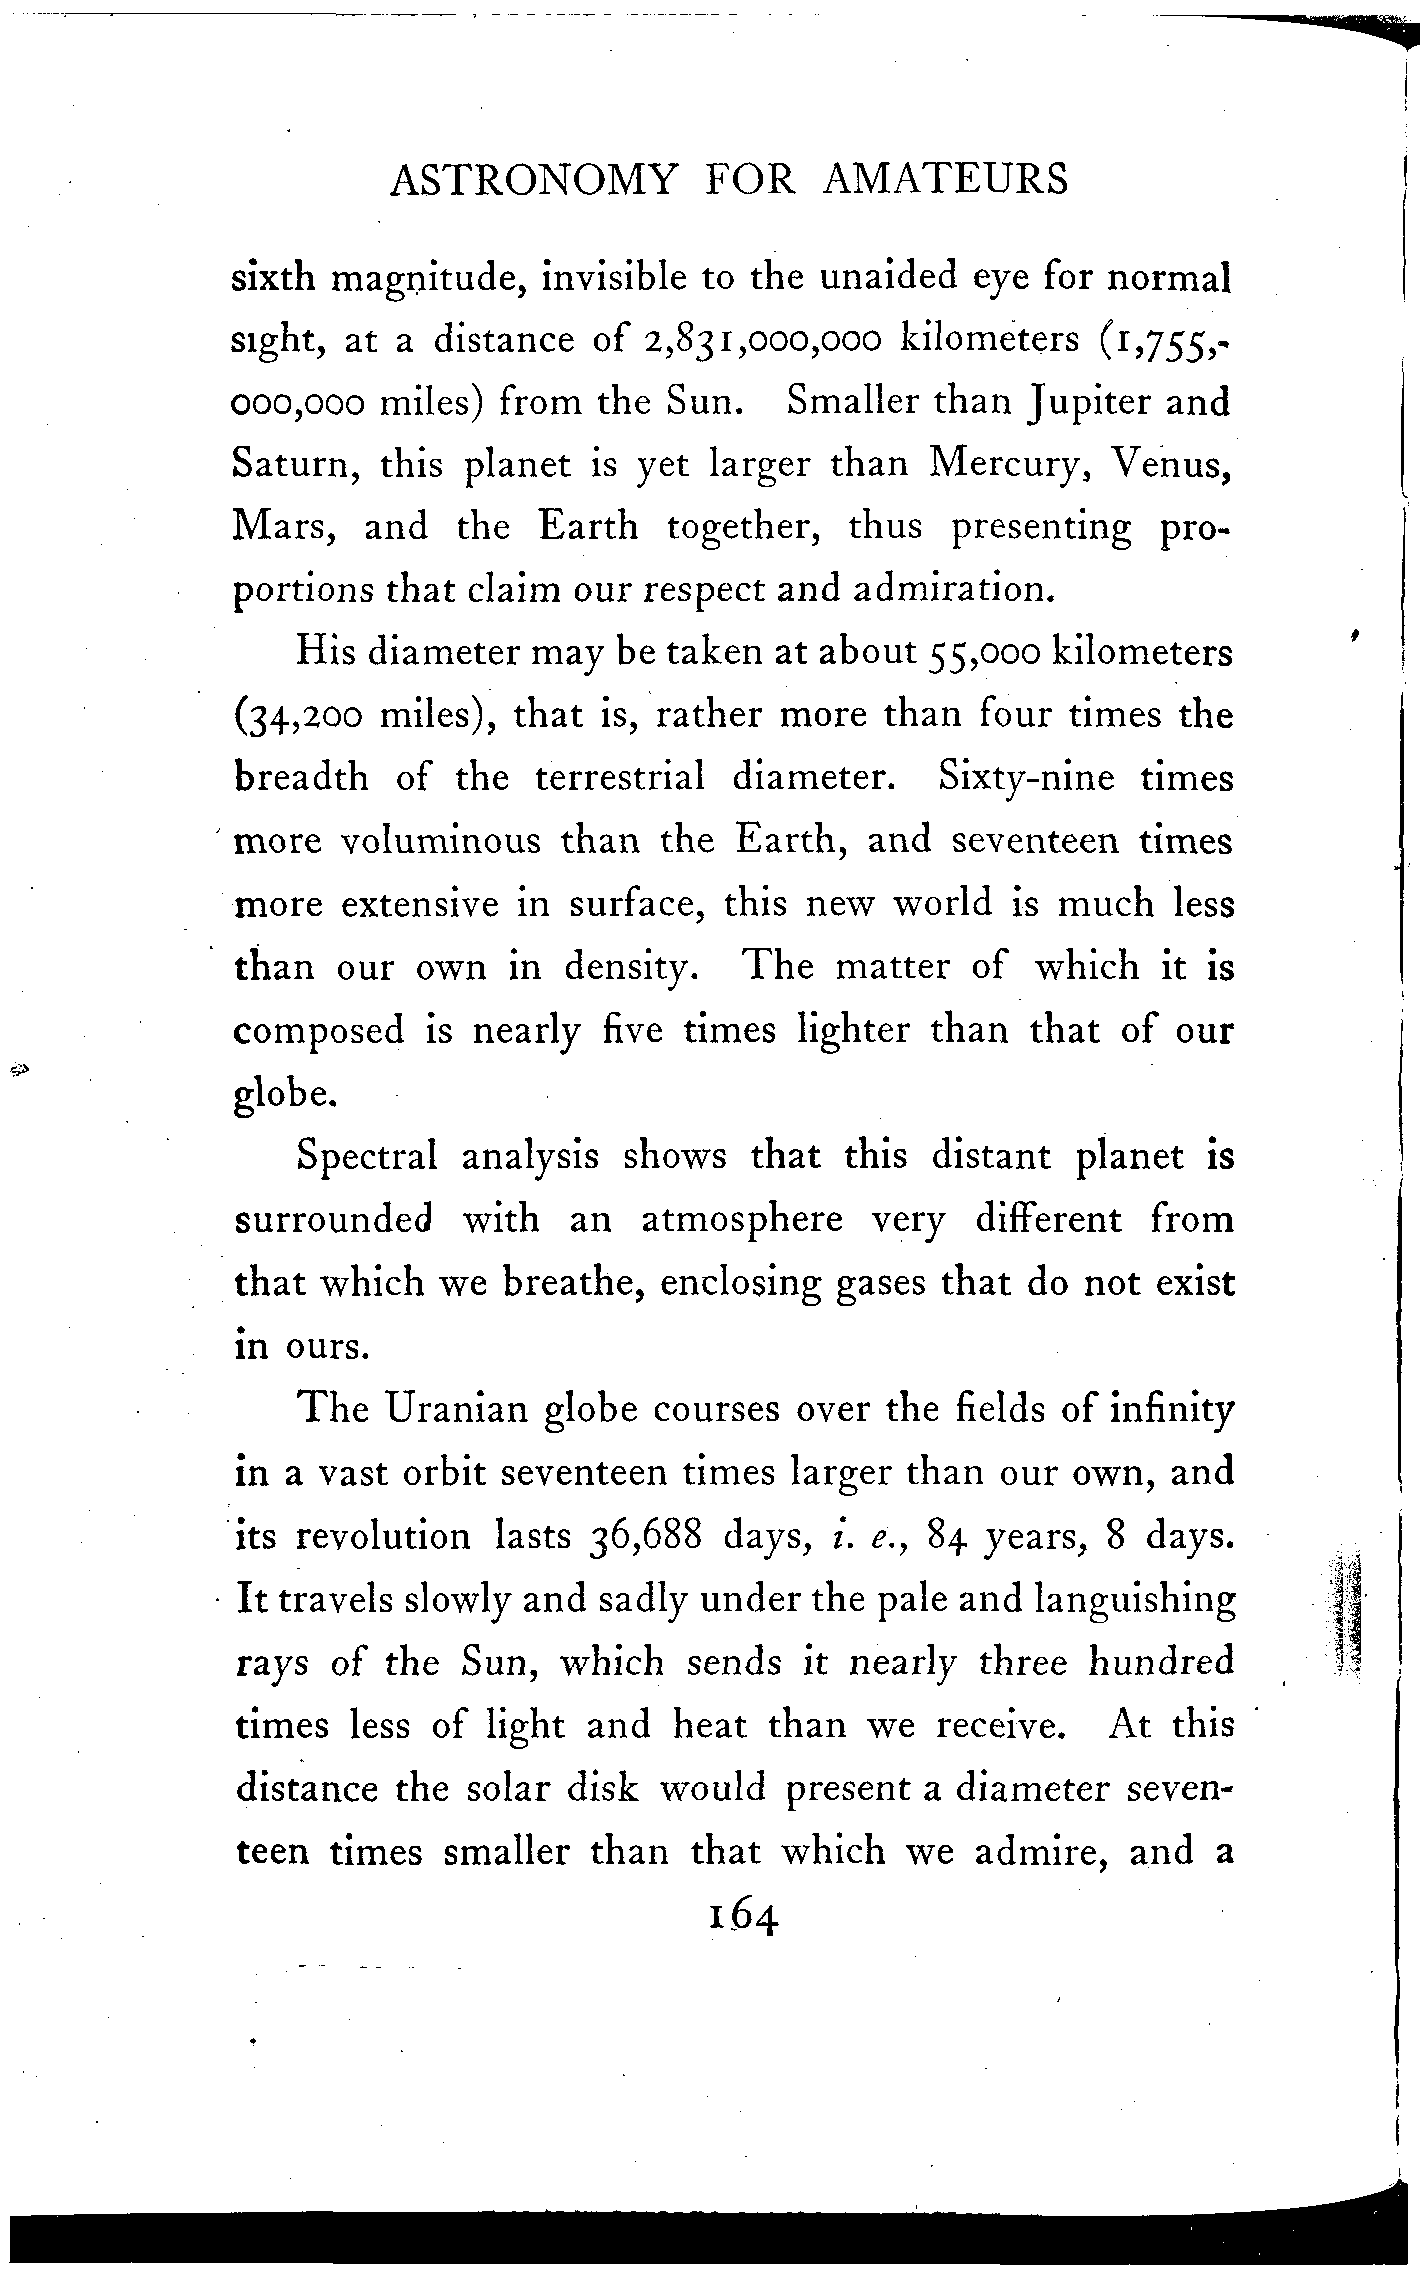 ASTRONOMY FOR AMATEURS
sixth magnitude, invisible to the unaided eye for normal
sight, at a distance of 2,831,000,000 kilometers (1,755,-
000,000 miles) from the Sun. Smaller than Jupiter and
Saturn, this planet is yet larger than Mercury, Venus,
Mars, and the Earth together, thus presenting pro-
portions that claim our respect and admiration.
His diameter may be taken at about 55,000 kilometers
(34,200 miles), that is, rather more than four times the
breadth of the terrestrial diameter. Sixty-nine times
more voluminous than the Earth, and seventeen times
more extensive in surface, this new world is much less
than our own in density. The matter of which it is
composed is nearly five times lighter than that of our
globe.
Spectral analysis shows that this distant planet is
surrounded with an atmosphere very different from
that which we breathe, enclosing gases that do not exist
in ours.
The Uranian globe courses over the fields of infinity
in a vast orbit seventeen times larger than our own, and
its revolution lasts 36,688 days, i. e., 84 years, 8 days.
It travels slowly and sadly under the pale and languishing
rays of the Sun, which sends it nearly three hundred
times less of light and heat than we receive. At this
distance the solar disk would present a diameter seven-
teen times smaller than that which we admire, and a
164